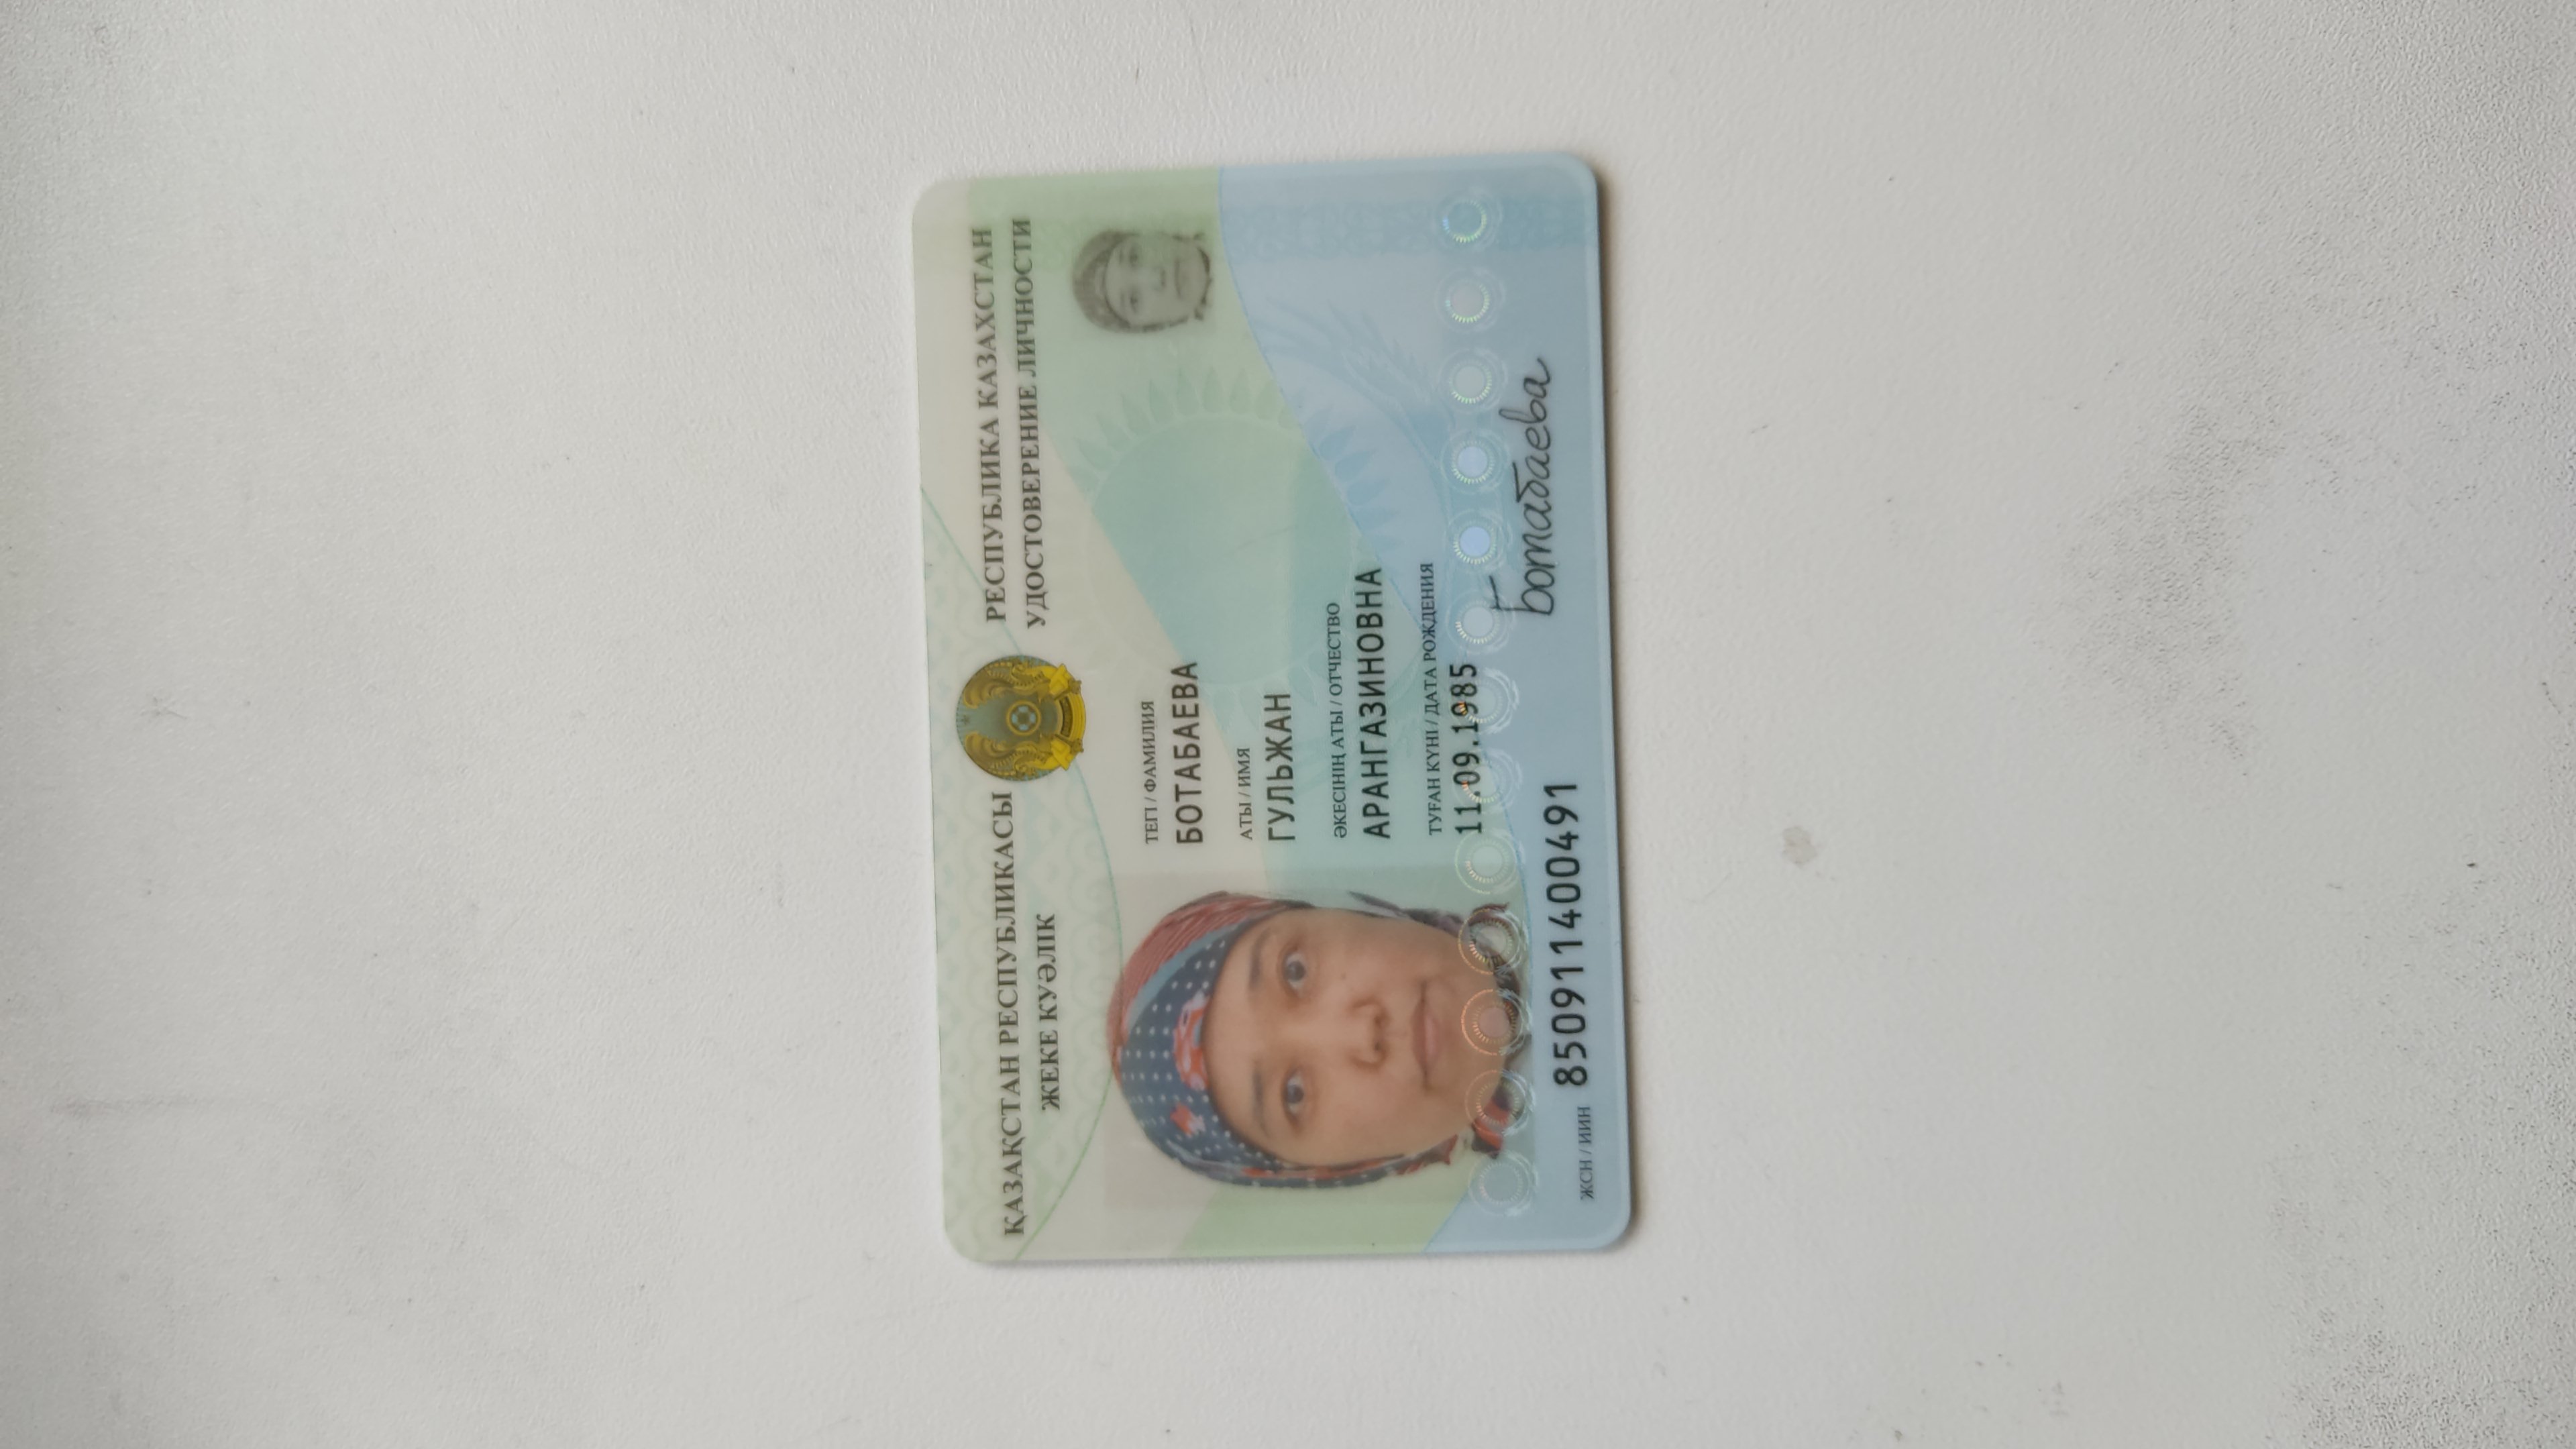 ҚАЗАҚСТАН РЕСПУБЛИКАСЫ
ЖЕКЕ КУӘЛІК
РЕСПУБЛИКА КАЗАХСТАН
УДОСТОВЕРЕНИЕ ЛИЧНОСТИ
ТЕГІ / ФАМИЛИЯ
БОТАБАЕВА
АТЫ / ИМЯ
ГУЛЬЖАН
ӘКЕСІНІҢ АТЫ / ОТЧЕСТВО
АРАНГАЗИНОВНА
ТУҒАН КҮНІ / ДАТА РОЖДЕНИЯ
11.09.1985
Ботабаева
ЖСН / ИИН 850911400491